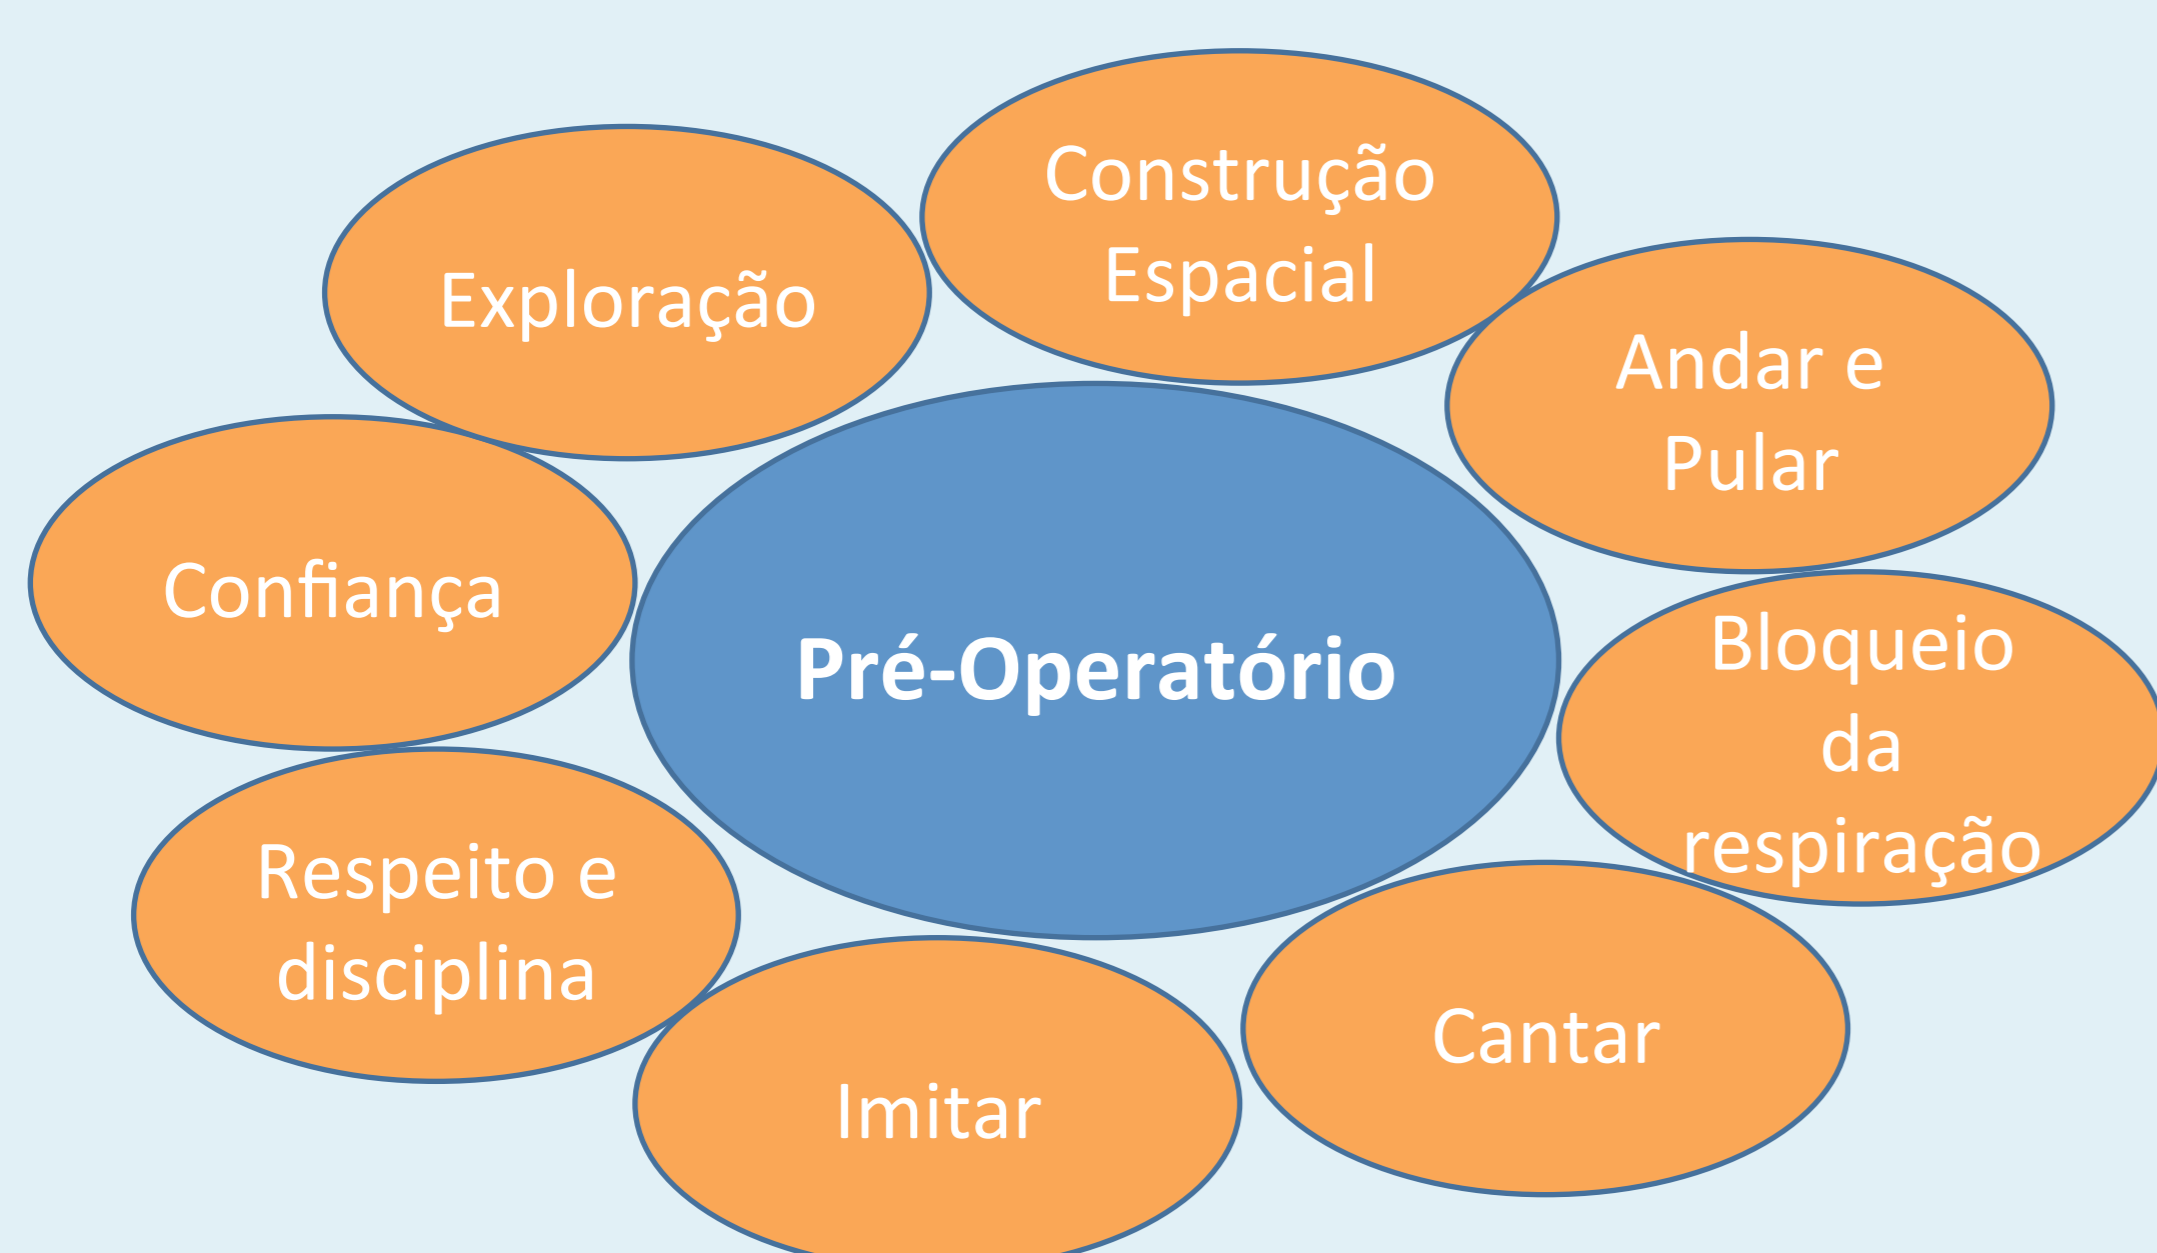 Construção
Espacial
Exploração
Andar e
Pular
Confiança
Pré-Operatório
Bloqueio
da
respiração
Respeito e
disciplina
Cantar
Imitar